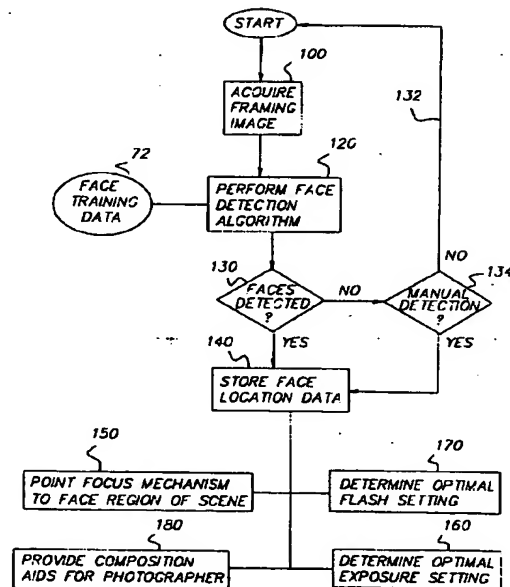 START
100
ACQUIRE
FRAMING
IMAGE
132
72
120
FACE
TRAINING
DATA
PERFORM FACE
DETECTION
ALGORITHM
NO
130
134
FACES
DETECTED
?
NO
MANUAL
DETECTION
?
140
YES
YES
STORE FACE
LOCATION DATA
150
170
POINT FOCUS MECHANISM
TO FACE REGION OF SCENE
DETERMINE OPTIMAL
FLASH SETTING
180
160
PROVIDE COMPOSITION
AIDS FOR PHOTOGRAPHER
DETERMINE OPTIMAL
EXPOSURE SETTING